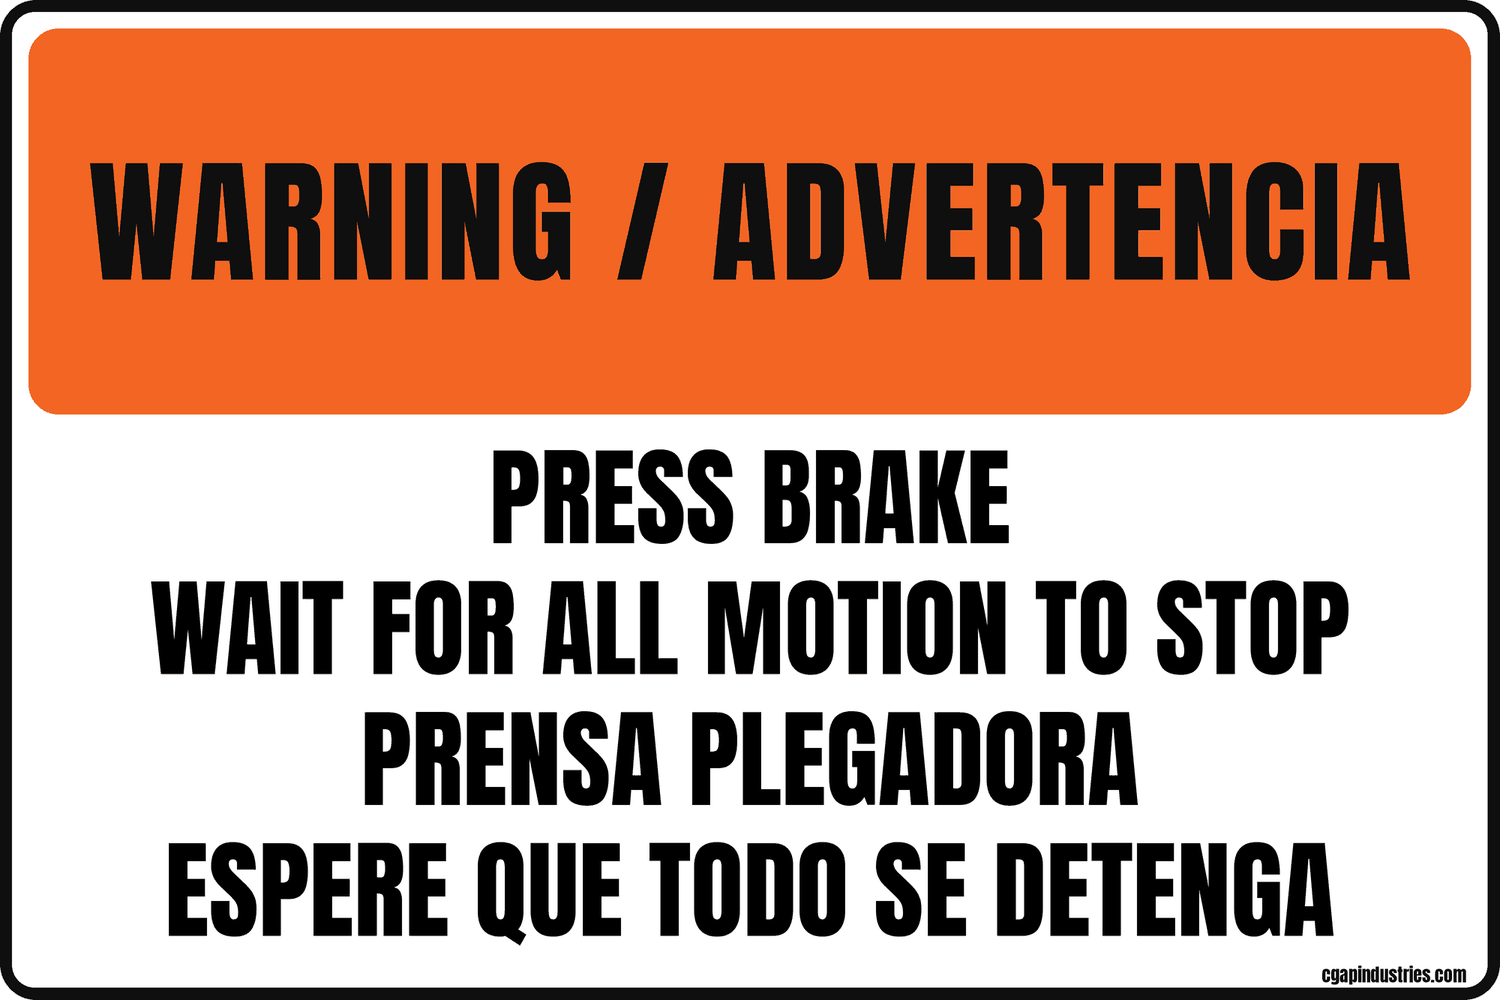 WARNING / ADVERTENCIA
PRESS BRAKE
WAIT FOR ALL MOTION TO STOP
PRENSA PLEGADORA
ESPERE QUE TODO SE DETENGA
cgapindustries.com